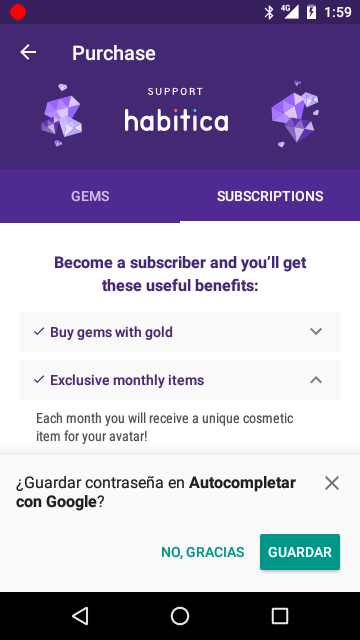 4G 1:59
Purchase
SUPPORT
habitica
GEMS SUBSCRIPTIONS
Become a subscriber and you'll get
these useful benefits:
Buy gems with gold
Exclusive monthly items
Each month you will receive a unique cosmetic
item for your avatar!
¿Guardar contraseña en Autocompletar
con Google?
NO, GRACIAS GUARDAR